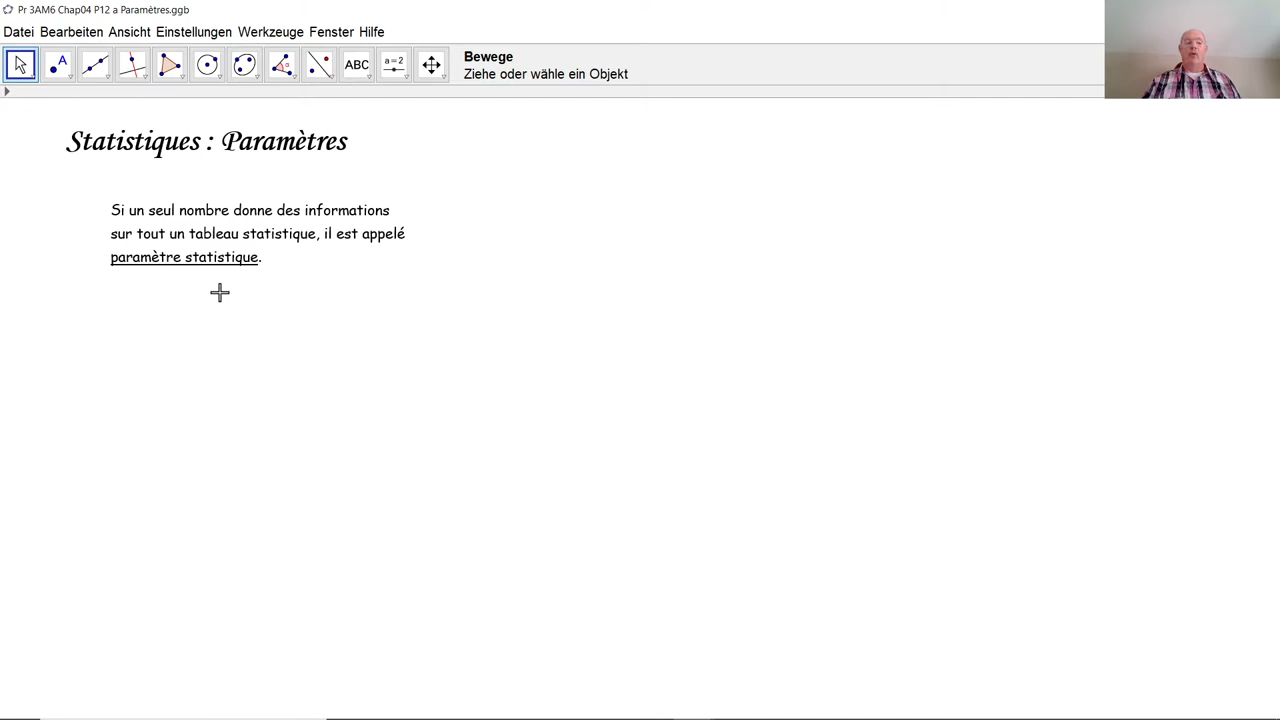 Pr 3AM6 Chap04 P12 a Paramètres.ggb
Datei Bearbeiten Ansicht Einstellungen Werkzeuge Fenster Hilfe
A
ABC
a=2
Bewege
Ziehe oder wähle ein Objekt
Statistiques : Paramètres
Si un seul nombre donne des informations
sur tout un tableau statistique, il est appelé
paramètre statistique.